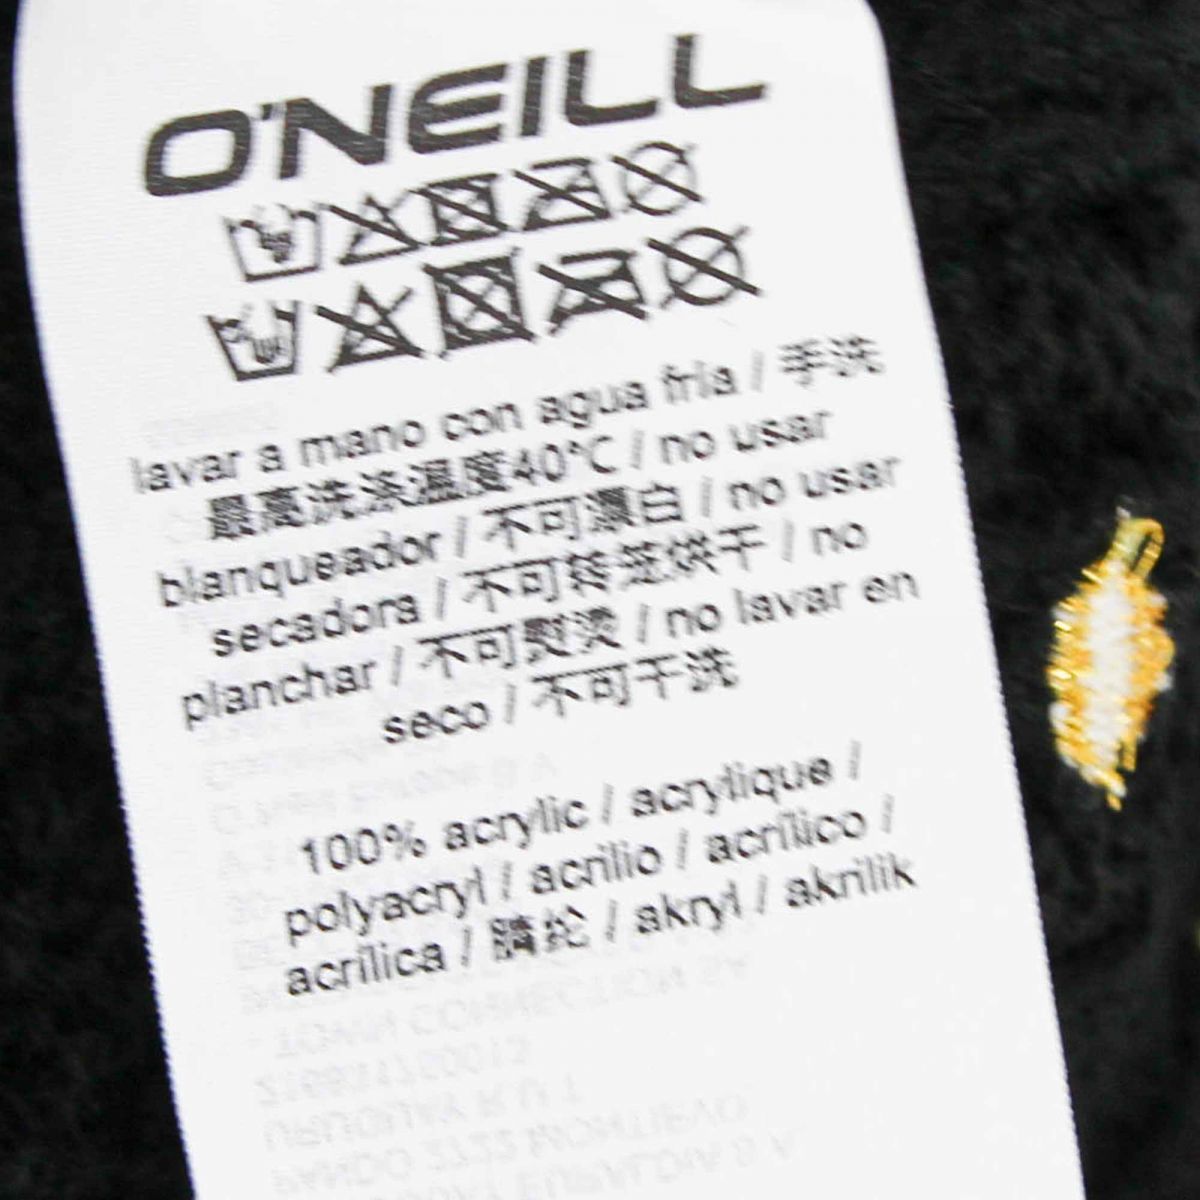 O'NEILL
lavar a mano con agua fría / 手洗
最高洗涤温度40°C / no usar
blanqueador / 不可漂白 / no usar
secadora / 不可转笼烘干 / no
planchar / 不可熨烫 / no lavar en
seco / 不可干洗
100% acrylic / acrylique /
polyacryl / acrilio / acrílico /
acrílica / 腈纶 / akryl / akrilik